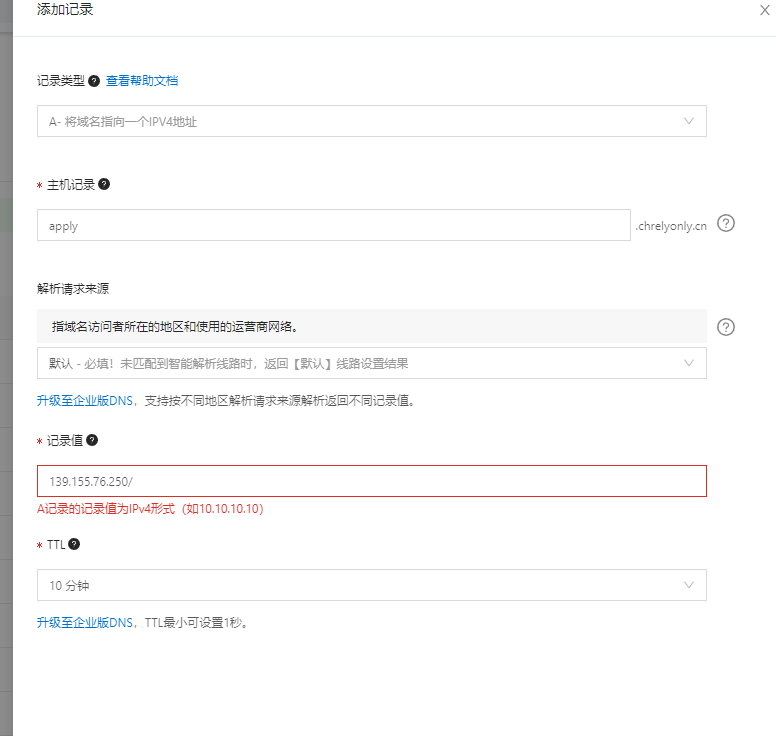 添加记录
记录类型 ? 查看帮助文档
A- 将域名指向一个IPV4地址
* 主机记录 ?
apply .chrelyonly.cn ?
解析请求来源
指域名访问者所在的地区和使用的运营商网络。 ?
默认 - 必填！未匹配到智能解析线路时，返回【默认】线路设置结果
升级至企业版DNS，支持按不同地区解析请求来源解析返回不同记录值。
* 记录值 ?
139.155.76.250/
A记录的记录值为IPv4形式（如10.10.10.10）
* TTL ?
10 分钟
升级至企业版DNS，TTL最小可设置1秒。